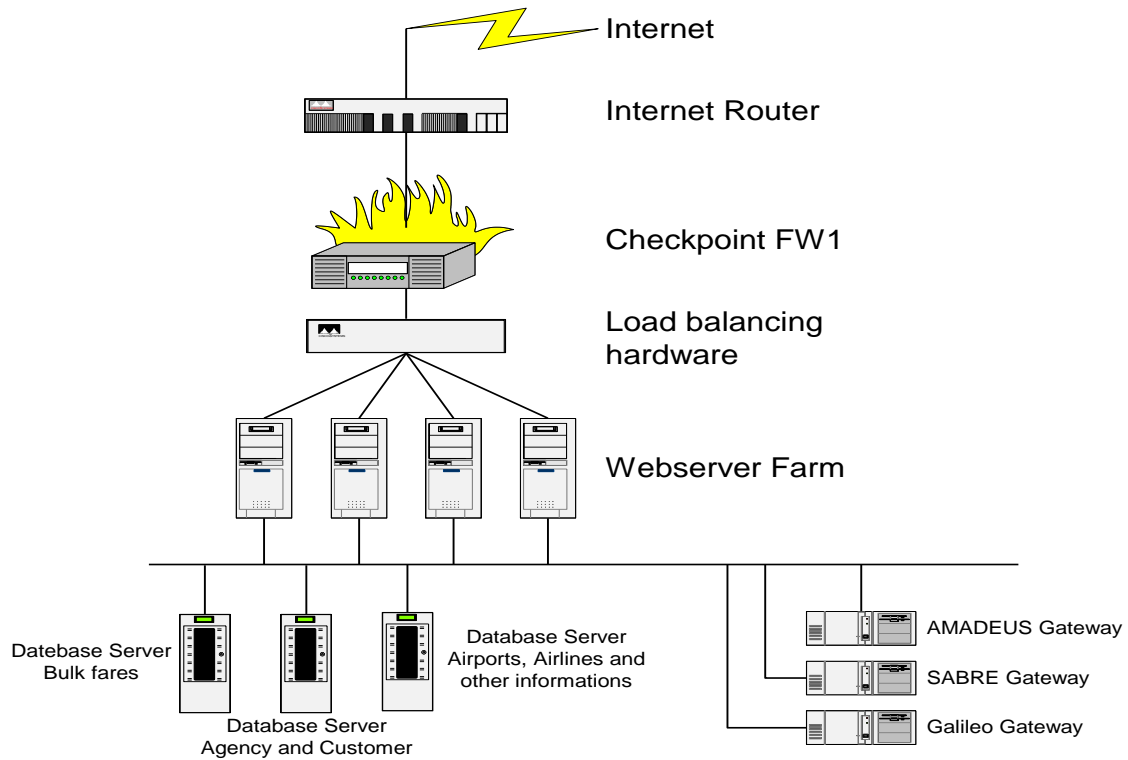 Internet
Internet Router
Checkpoint FW1
Load balancing
hardware
Webserver Farm
Datebase Server
Bulk fares
Database Server
Agency and Customer
Database Server
Airports, Airlines and
other informations
AMADEUS Gateway
SABRE Gateway
Galileo Gateway